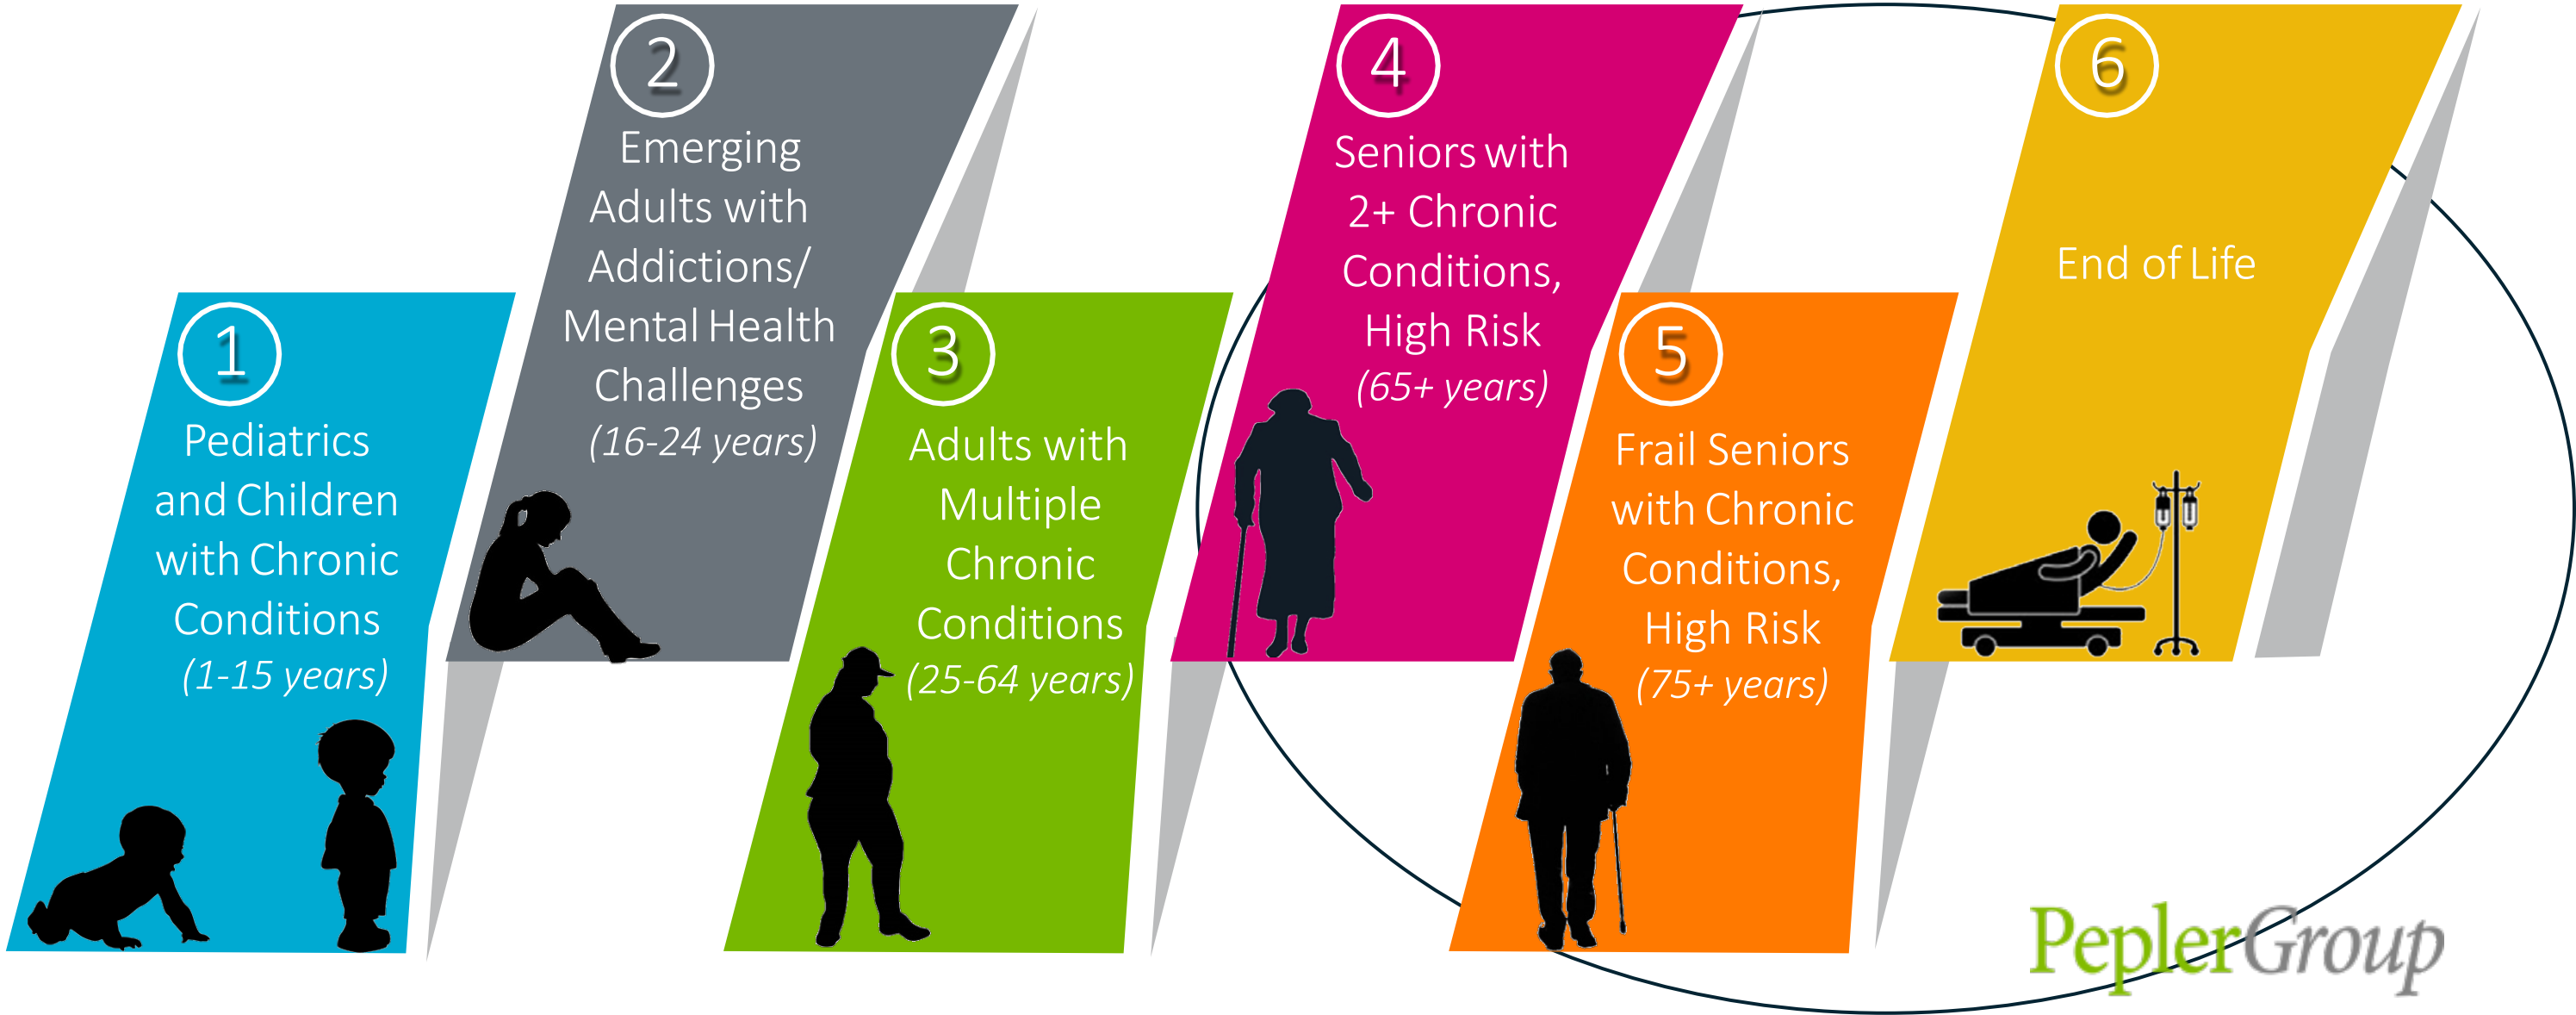 1
Pediatrics
and Children
with Chronic
Conditions
(1-15 years)
2
Emerging
Adults with
Addictions/
Mental Health
Challenges
(16-24 years)
3
Adults with
Multiple
Chronic
Conditions
(25-64 years)
4
Seniors with
2+ Chronic
Conditions,
High Risk
(65+ years)
5
Frail Seniors
with Chronic
Conditions,
High Risk
(75+ years)
6
End of Life
PeplerGroup